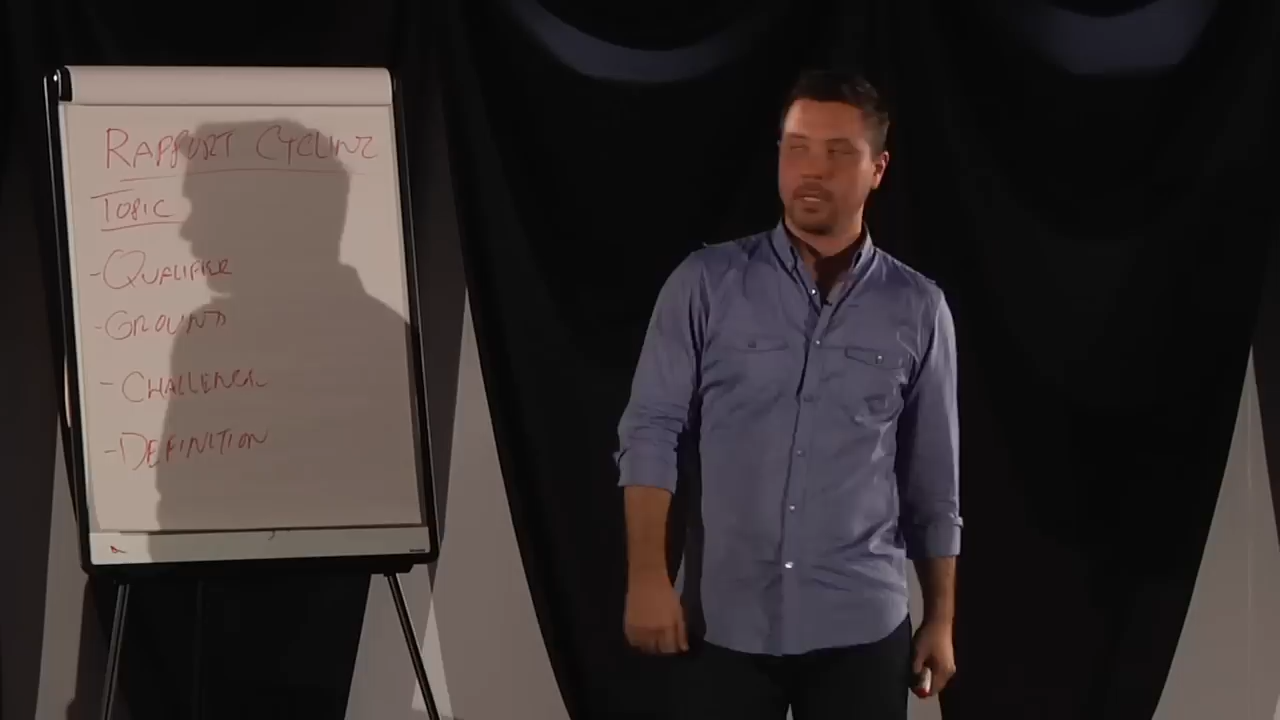 RAPPORT CYCLING
TOPIC
-QUALIFIER
-GROUND
-CHALLENGE
-DEFINITION